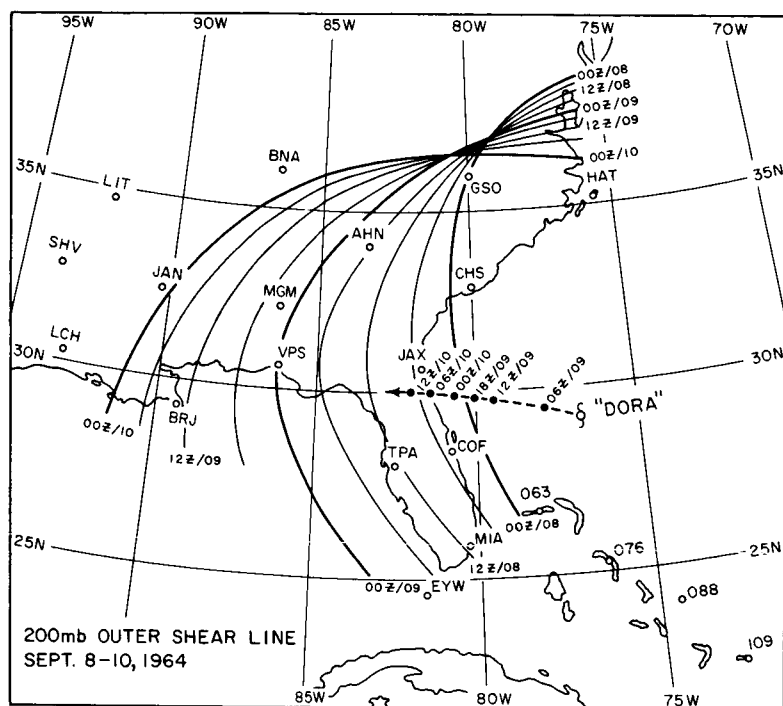 95W 90W 85W 80W 75W 70W
00Z/08
12Z/08
00Z/09
12Z/09
1
00Z/10
35N
BNA
LIT
GSO
HAT
35N
AHN
SHV
JAN
MGM
CHS
LCH
30N
VPS
JAX
30N
12Z/10
06Z/10
00Z/10
18Z/09
12Z/09
06Z/09
"DORA"
BRJ
00Z/10
12Z/09
TPA
COF
063
00Z/08
25N
MIA
076
25N
12Z/08
00Z/09
EYW
088
109
200mb OUTER SHEAR LINE
SEPT. 8-10, 1964
85W 80W 75W